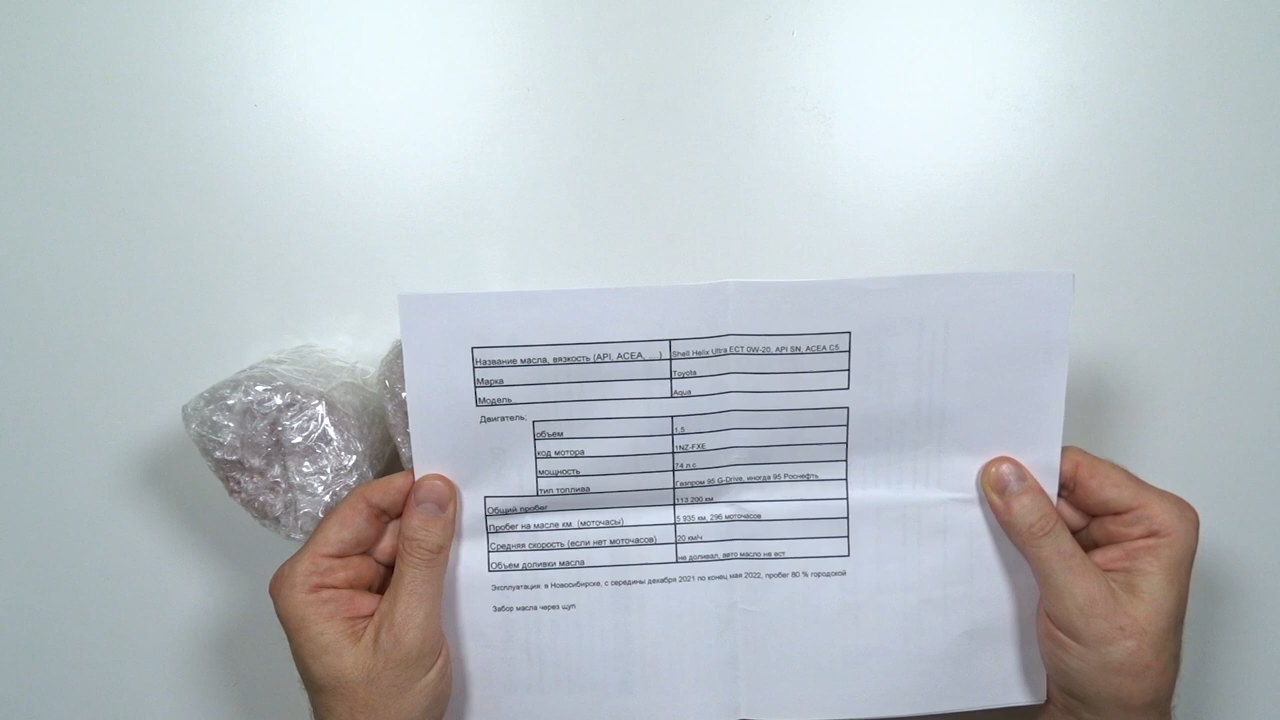 Название масла, вязкость (API, ACEA, ...) Shell Helix Ultra ECT 0W-20, API SN, ACEA C5
Марка Toyota
Модель Aqua
Двигатель:
объем 1,5
код мотора 1NZ-FXE
мощность 74 л с
тип топлива Газпром 95 G-Drive, иногда 95 Роснефть
Общий пробег 113 200 км
Пробег на масле км. (моточасы) 5 935 км, 296 моточасов
Средняя скорость (если нет моточасов) 20 км/ч
Объем доливки масла не доливал, авто масло не ест
Эксплуатация: в Новосибирске, с середины декабря 2021 по конец мая 2022, пробег 80 % городской
Забор масла через щуп